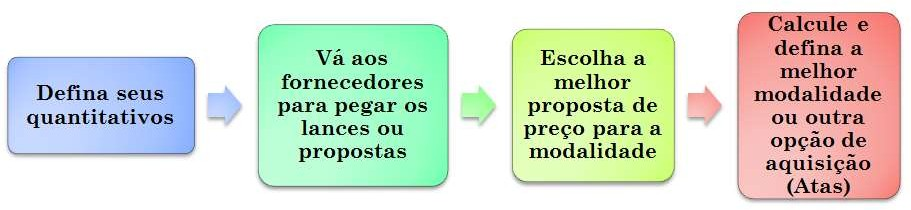 Defina seus
quantitativos
Vá aos
fornecedores
para pegar os
lances ou
propostas
Escolha a
melhor
proposta de
preço para a
modalidade
Calcule e
defina a
melhor
modalidade
ou outra
opção de
aquisição
(Atas)